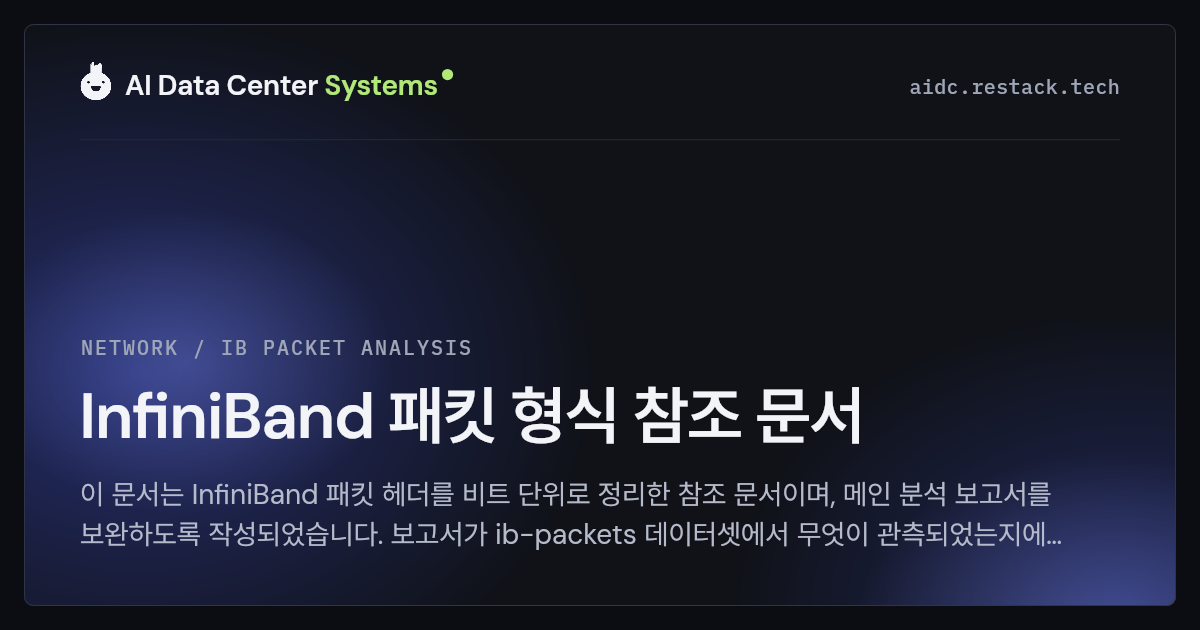 AI Data Center Systems
aidc.restack.tech
NETWORK / IB PACKET ANALYSIS
InfiniBand 패킷 형식 참조 문서
이 문서는 InfiniBand 패킷 헤더를 비트 단위로 정리한 참조 문서이며, 메인 분석 보고서를
보완하도록 작성되었습니다. 보고서가 ib-packets 데이터셋에서 무엇이 관측되었는지에…